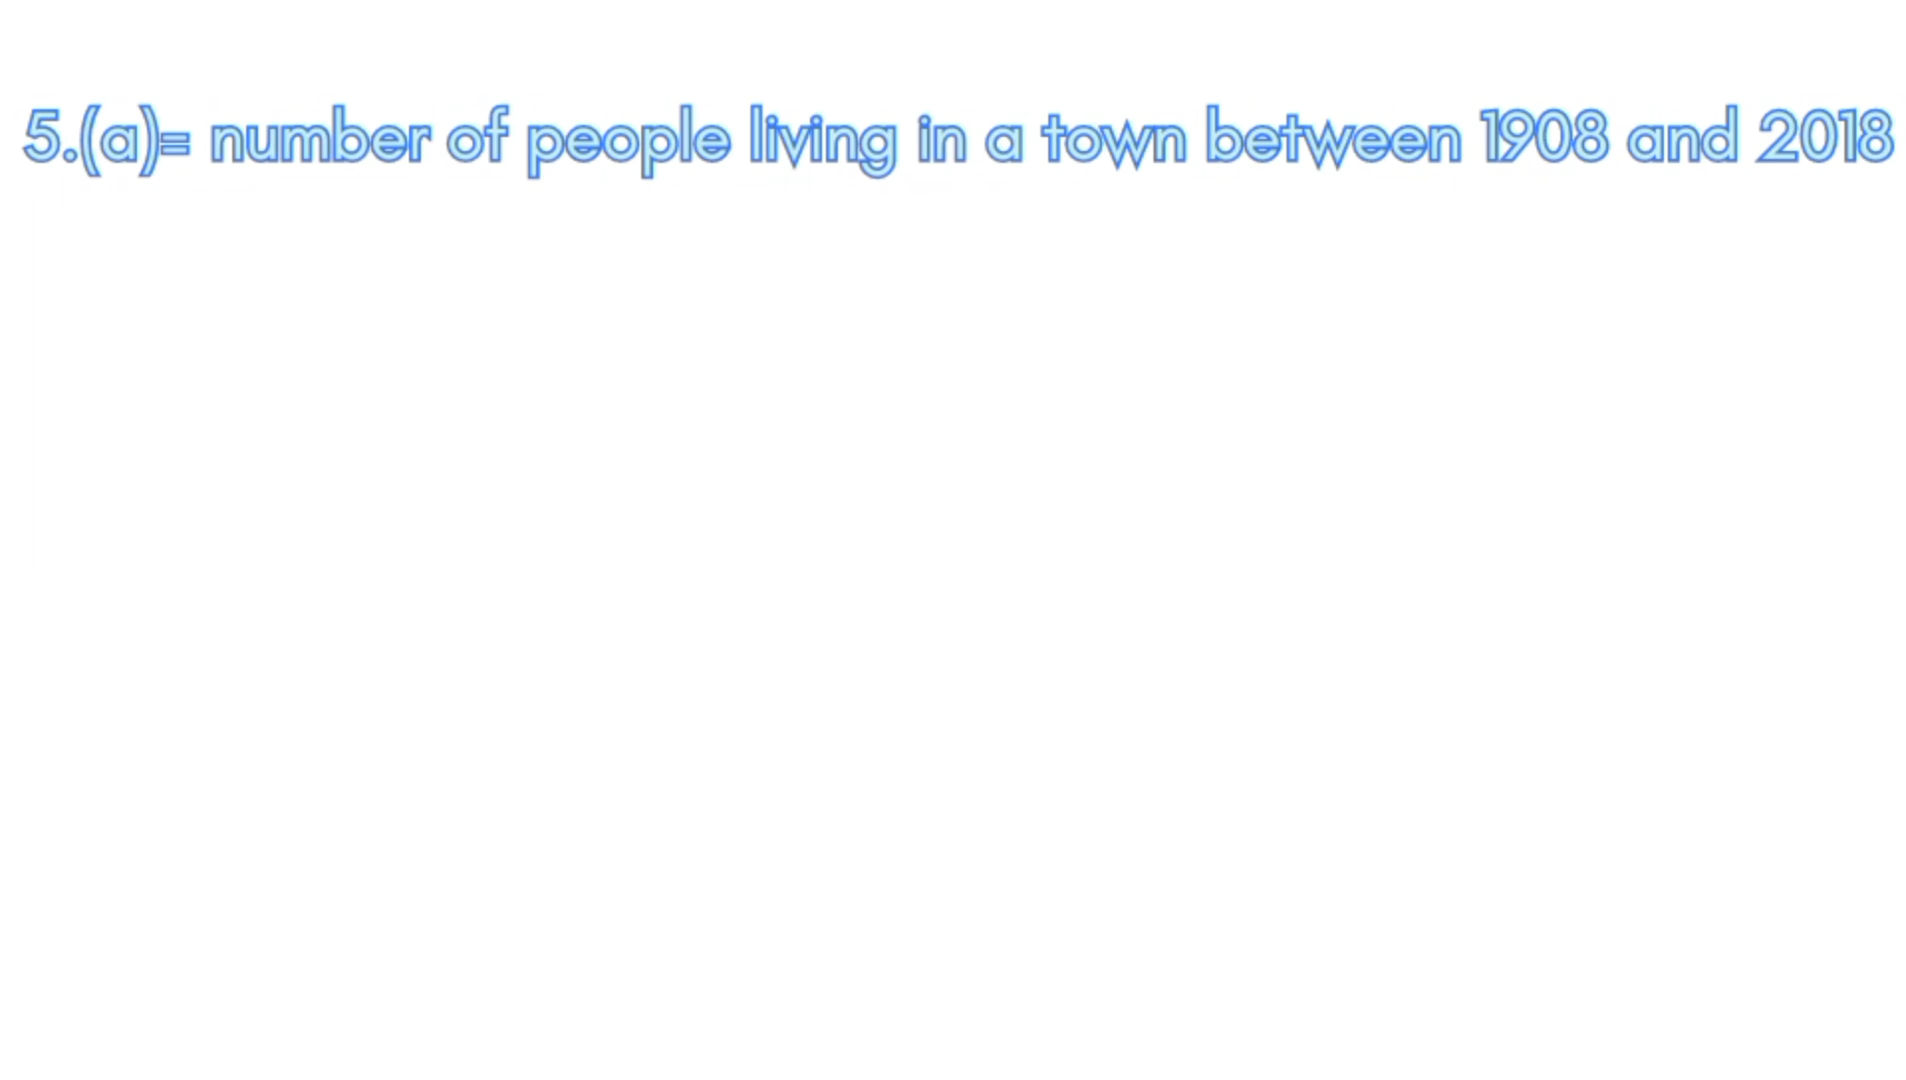 5.(a)= number of people living in a town between 1908 and 2018